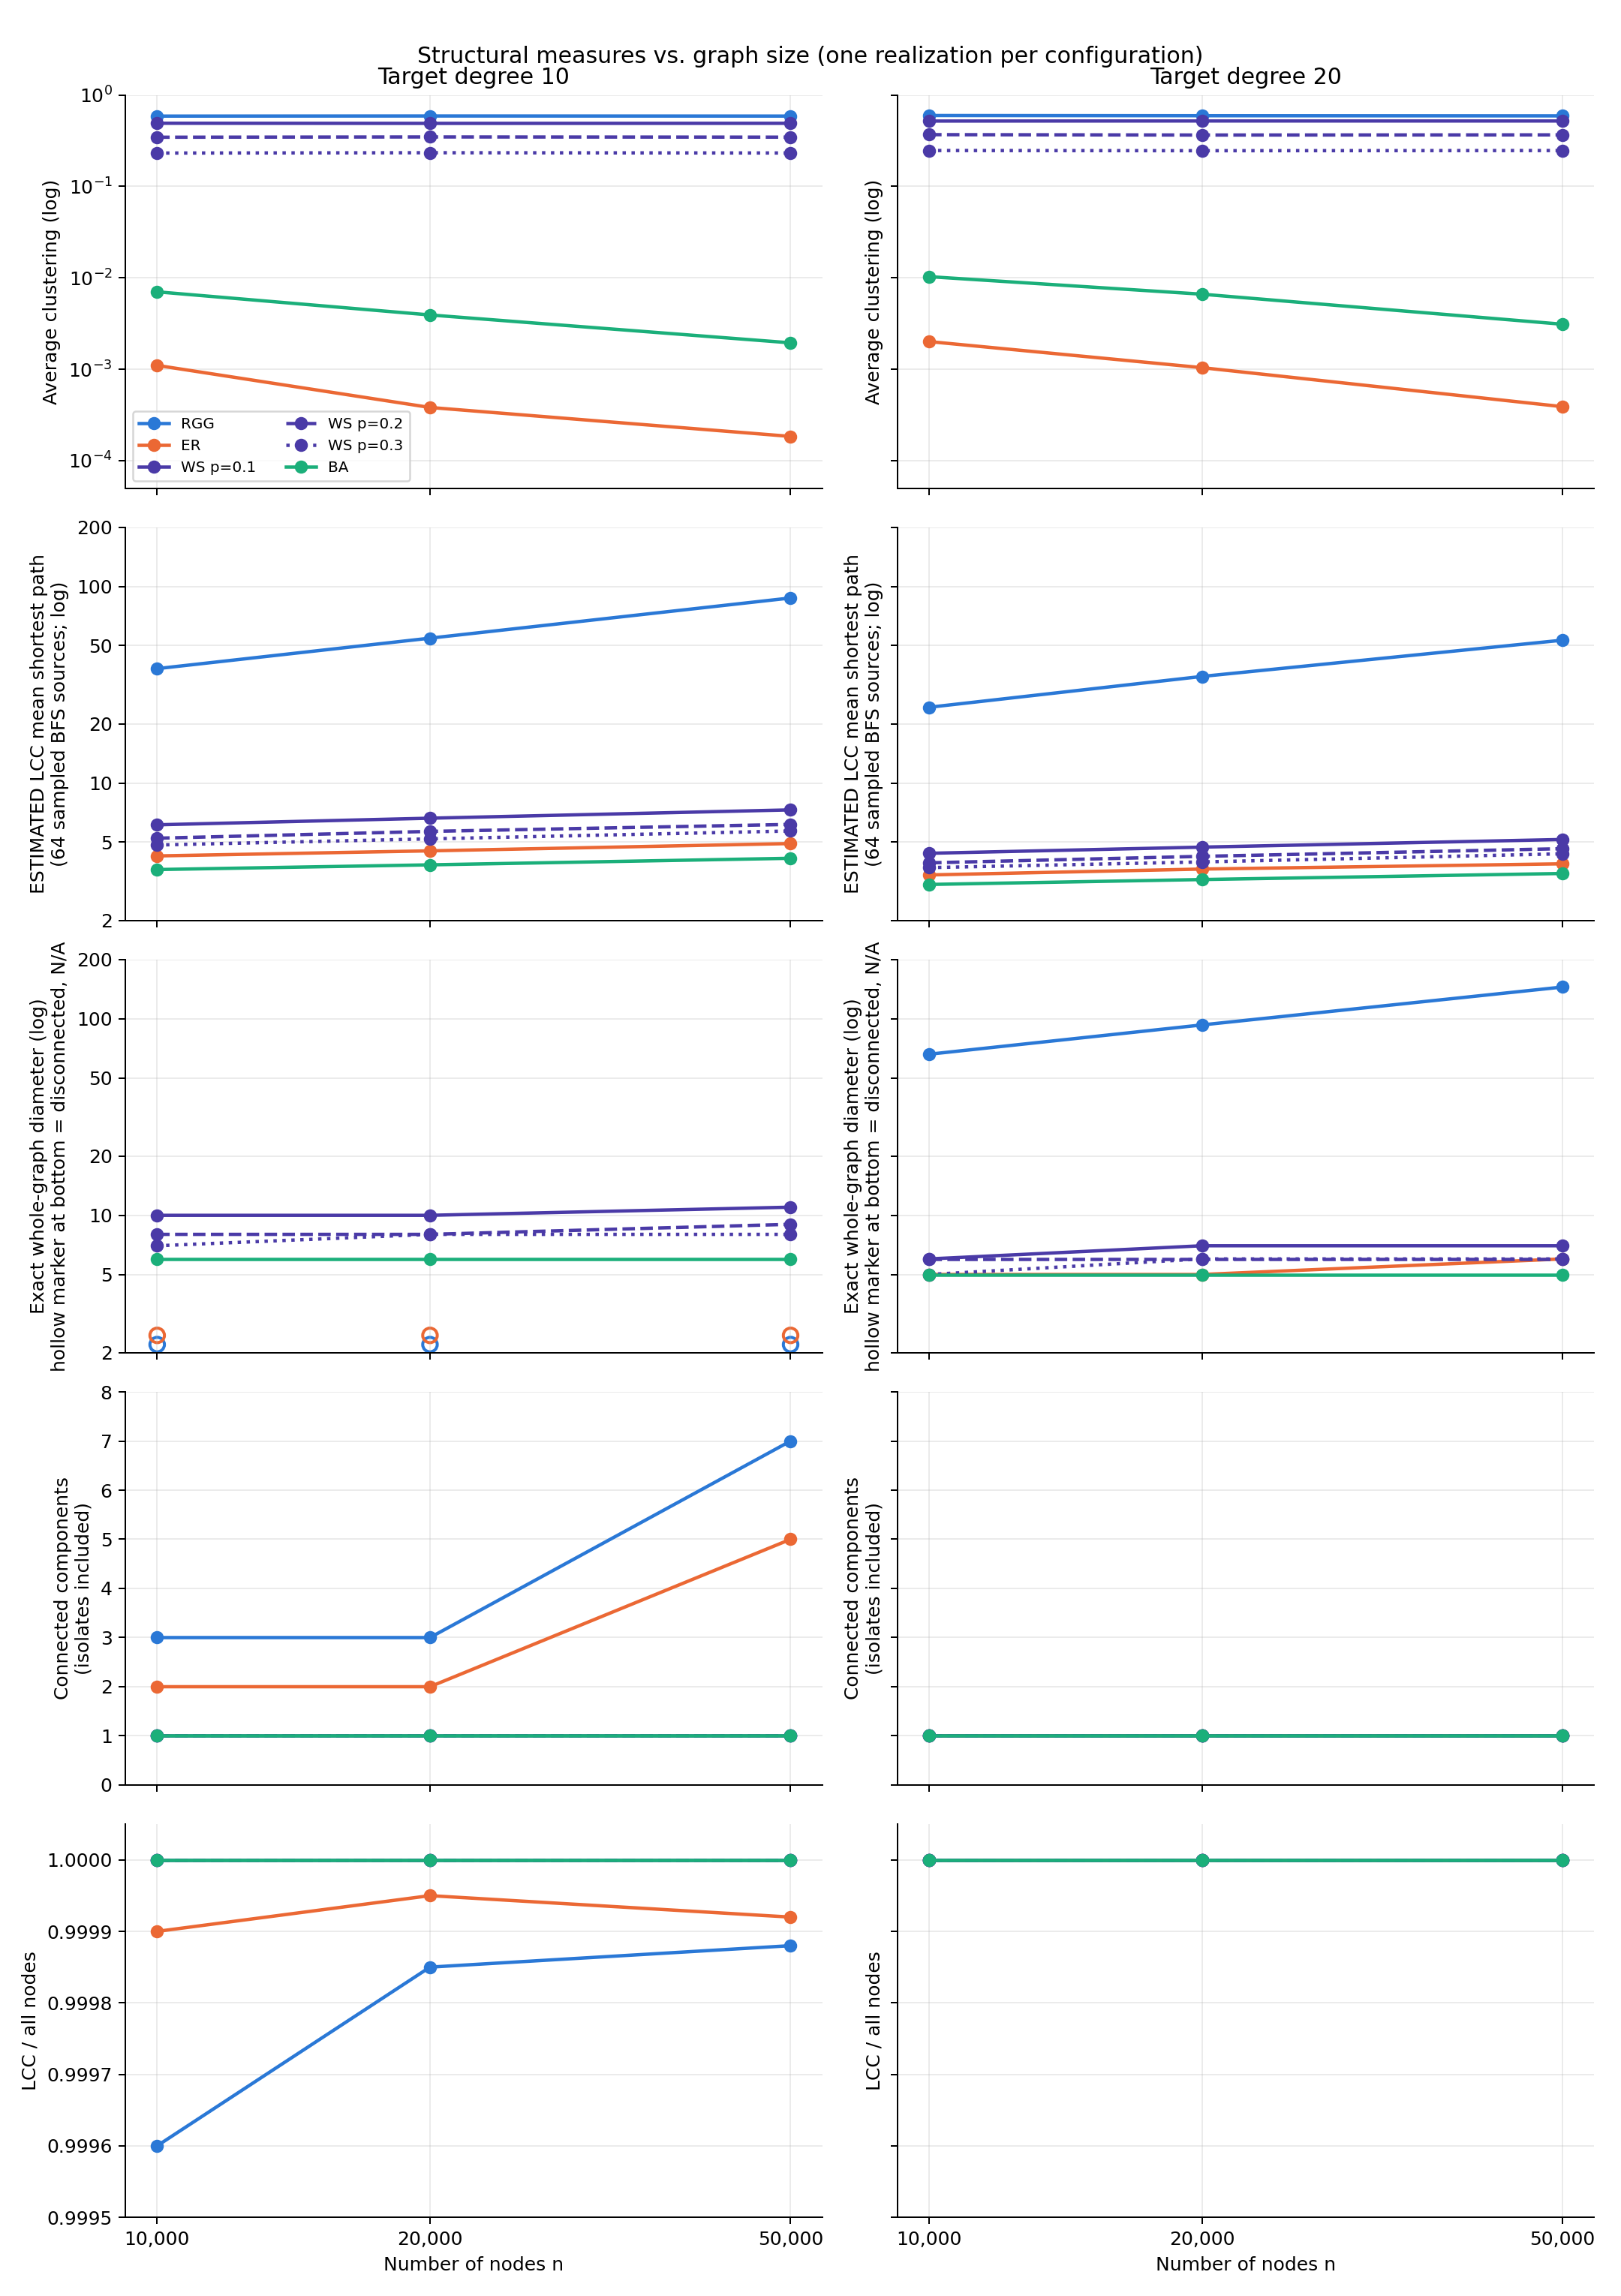 Structural measures vs. graph size (one realization per configuration)
Target degree 10
Target degree 20
Average clustering (log)
10⁰
10⁻¹
10⁻²
10⁻³
10⁻⁴
RGG
ER
WS p=0.1
WS p=0.2
WS p=0.3
BA
Average clustering (log)
ESTIMATED LCC mean shortest path
(64 sampled BFS sources; log)
200
100
50
20
10
5
2
ESTIMATED LCC mean shortest path
(64 sampled BFS sources; log)
Exact whole-graph diameter (log)
hollow marker at bottom = disconnected, N/A
200
100
50
20
10
5
2
Exact whole-graph diameter (log)
hollow marker at bottom = disconnected, N/A
Connected components
(isolates included)
8
7
6
5
4
3
2
1
0
Connected components
(isolates included)
LCC / all nodes
1.0000
0.9999
0.9998
0.9997
0.9996
0.9995
10,000
20,000
50,000
Number of nodes n
LCC / all nodes
10,000
20,000
50,000
Number of nodes n